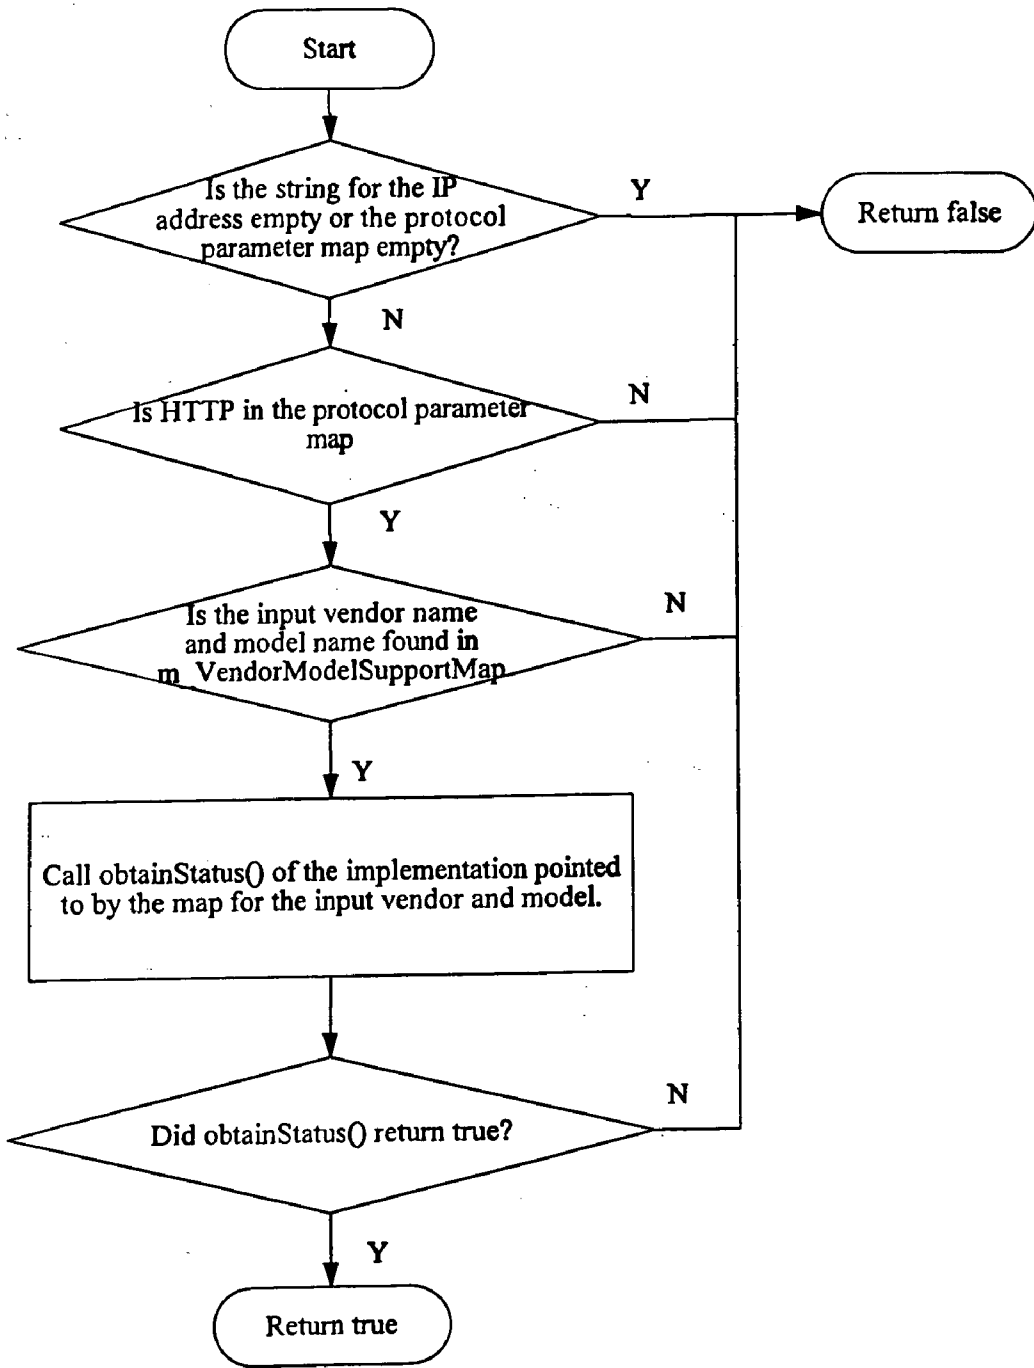 Start
Is the string for the IP
address empty or the protocol
parameter map empty?
Y
Return false
N
Is HTTP in the protocol parameter
map
N
Y
Is the input vendor name
and model name found in
m_VendorModelSupportMap
N
Y
Call obtainStatus() of the implementation pointed
to by the map for the input vendor and model.
Did obtainStatus() return true?
N
Y
Return true